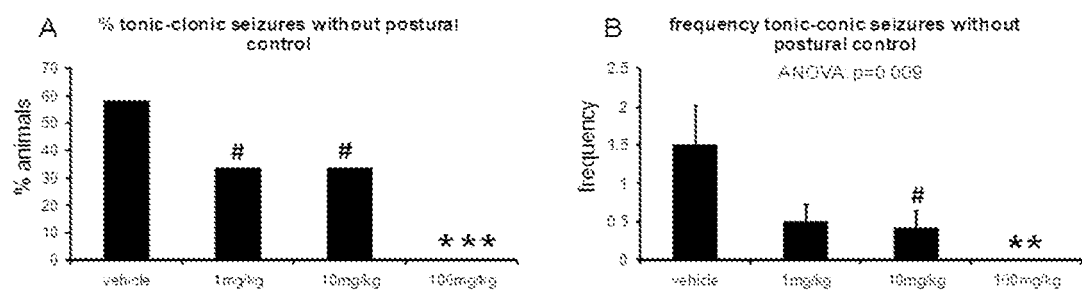 A
% tonic-clonic seizures without postural
control
% animals
70
60
50
40
30
20
10
0
#
#
***
vehicle
1mg/kg
10mg/kg
100mg/kg
B
frequency tonic-conic seizures without
postural control
ANOVA: p=0.009
frequency
2.5
2
1.5
1
0.5
0
#
**
vehicle
1mg/kg
10mg/kg
100mg/kg